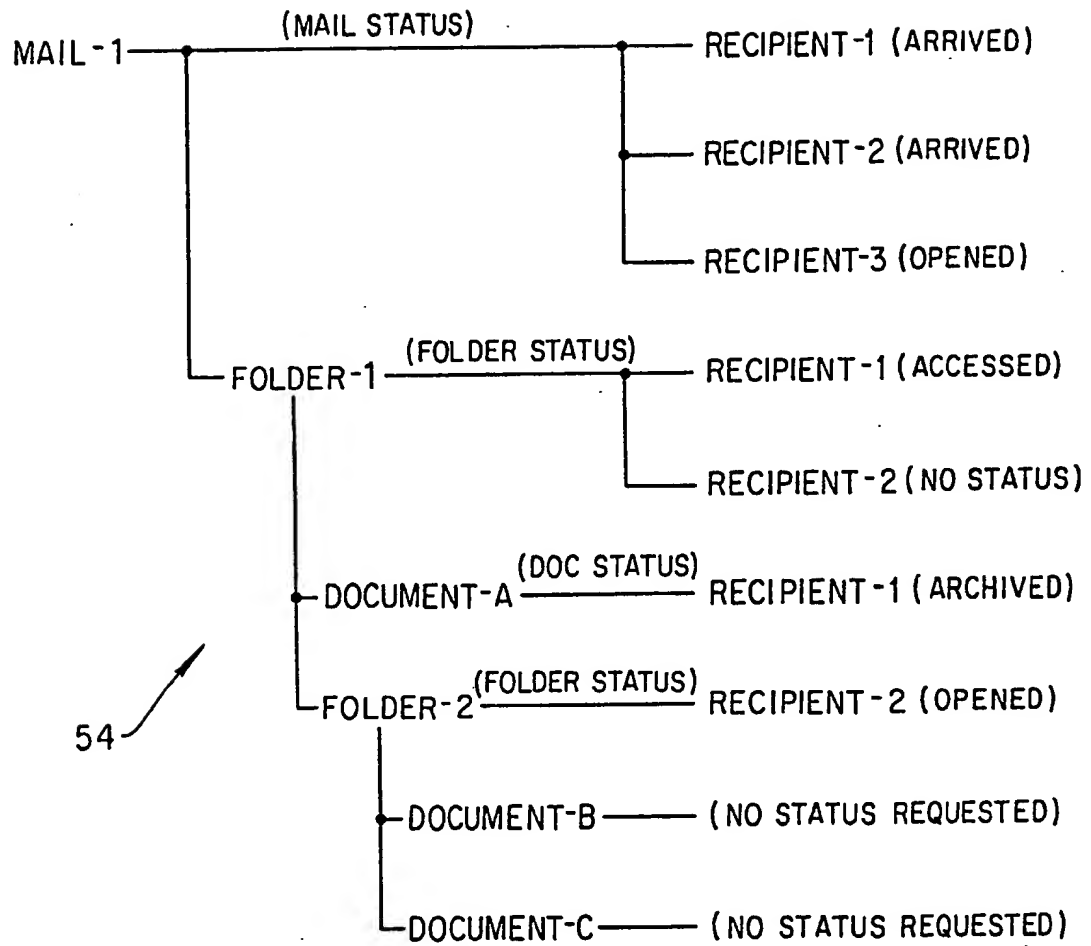 MAIL-1 (MAIL STATUS) RECIPIENT-1 (ARRIVED)
RECIPIENT-2 (ARRIVED)
RECIPIENT-3 (OPENED)
FOLDER-1 (FOLDER STATUS) RECIPIENT-1 (ACCESSED)
RECIPIENT-2 (NO STATUS)
DOCUMENT-A (DOC STATUS) RECIPIENT-1 (ARCHIVED)
FOLDER-2 (FOLDER STATUS) RECIPIENT-2 (OPENED)
54
DOCUMENT-B (NO STATUS REQUESTED)
DOCUMENT-C (NO STATUS REQUESTED)